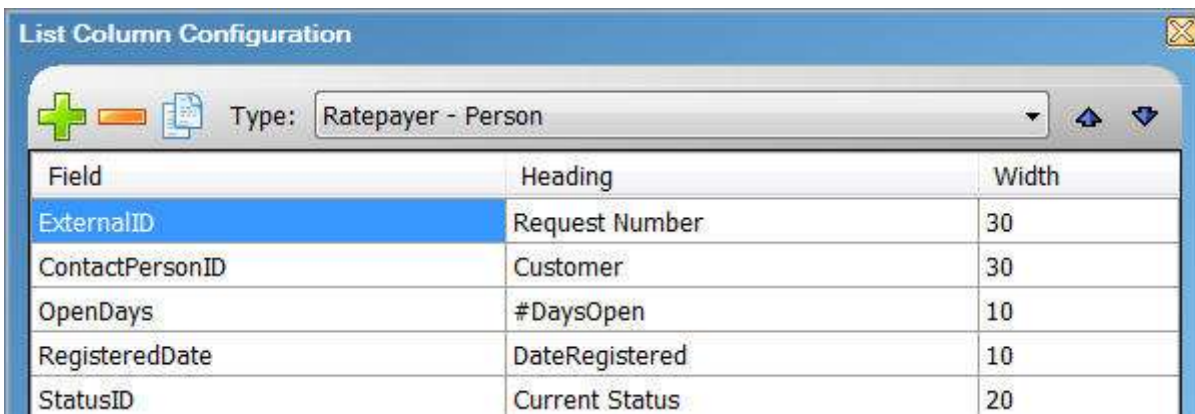 List Column Configuration
Type: Ratepayer - Person
Field Heading Width
ExternalID Request Number 30
ContactPersonID Customer 30
OpenDays #DaysOpen 10
RegisteredDate DateRegistered 10
StatusID Current Status 20